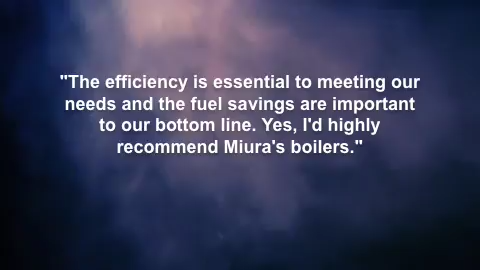 "The efficiency is essential to meeting our
needs and the fuel savings are important
to our bottom line. Yes, I'd highly
recommend Miura's boilers."